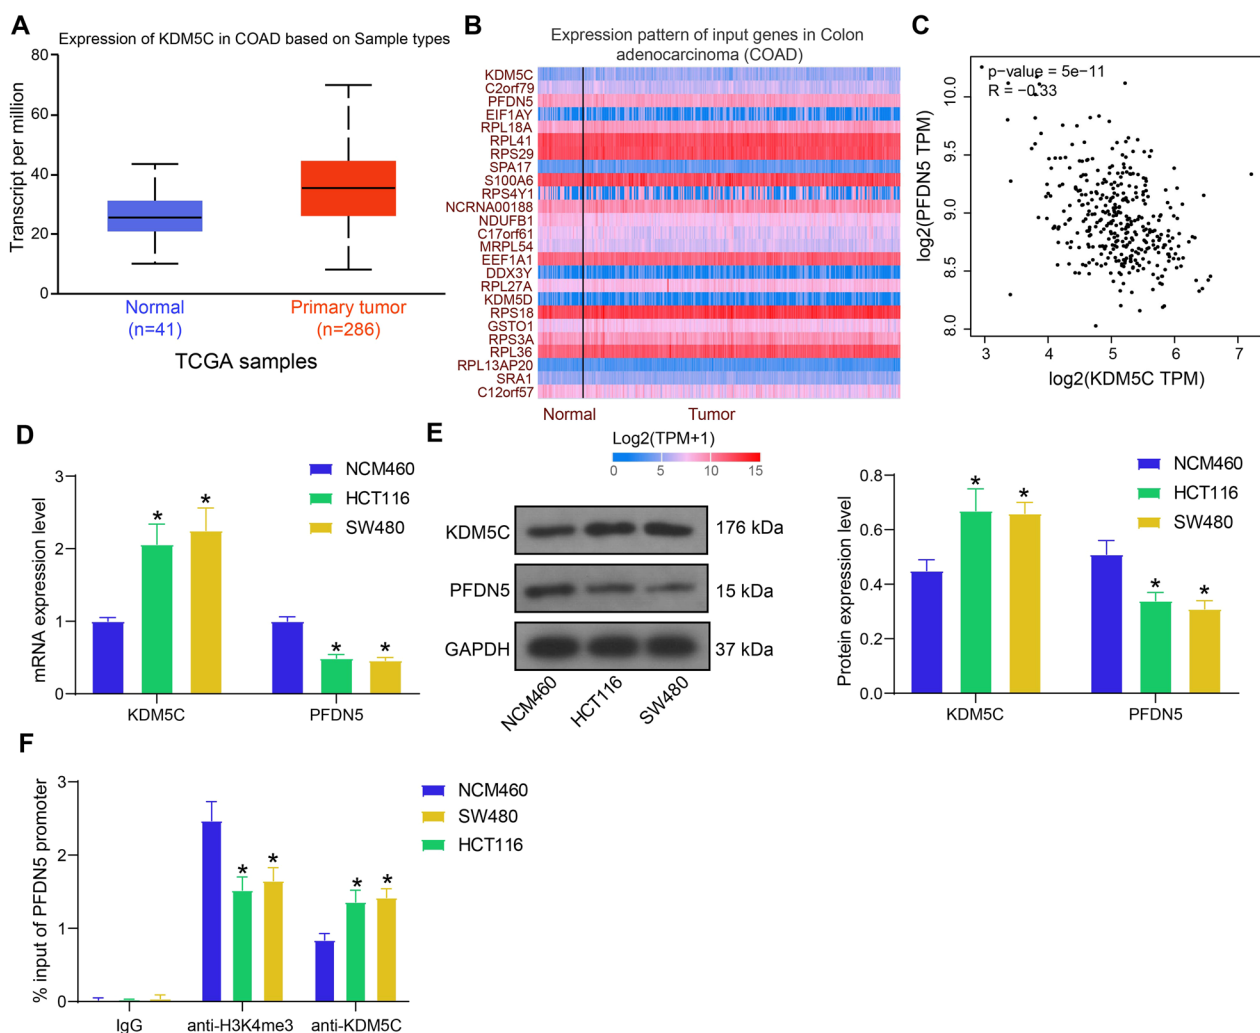 A
Expression of KDM5C in COAD based on Sample types
Transcript per million
80
60
40
20
0
Normal
(n=41)
Primary tumor
(n=286)
TCGA samples
B
Expression pattern of input genes in Colon
adenocarcinoma (COAD)
KDM5C
C2orf79
PFDN5
EIF1AY
RPL18A
RPL41
RPS29
SPA17
S100A6
RPS4Y1
NCRNA00188
NDUFB1
C17orf61
MRPL54
EEF1A1
DDX3Y
RPL27A
KDM5D
RPS18
GSTO1
RPS3A
RPL36
RPL13AP20
SRA1
C12orf57
Normal
Tumor
Log2(TPM+1)
0 5 10 15
C
p−value = 5e−11
R = −0.33
log2(PFDN5 TPM)
10.0
9.5
9.0
8.5
8.0
3 4 5 6 7
log2(KDM5C TPM)
D
mRNA expression level
3
2
1
0
NCM460
HCT116
SW480
* * * *
KDM5C PFDN5
E
KDM5C 176 kDa
PFDN5 15 kDa
GAPDH 37 kDa
NCM460 HCT116 SW480
Protein expression level
0.8
0.6
0.4
0.2
0.0
NCM460
HCT116
SW480
* * * *
KDM5C PFDN5
F
% input of PFDN5 promoter
3
2
1
0
NCM460
SW480
HCT116
* * * *
IgG anti-H3K4me3 anti-KDM5C